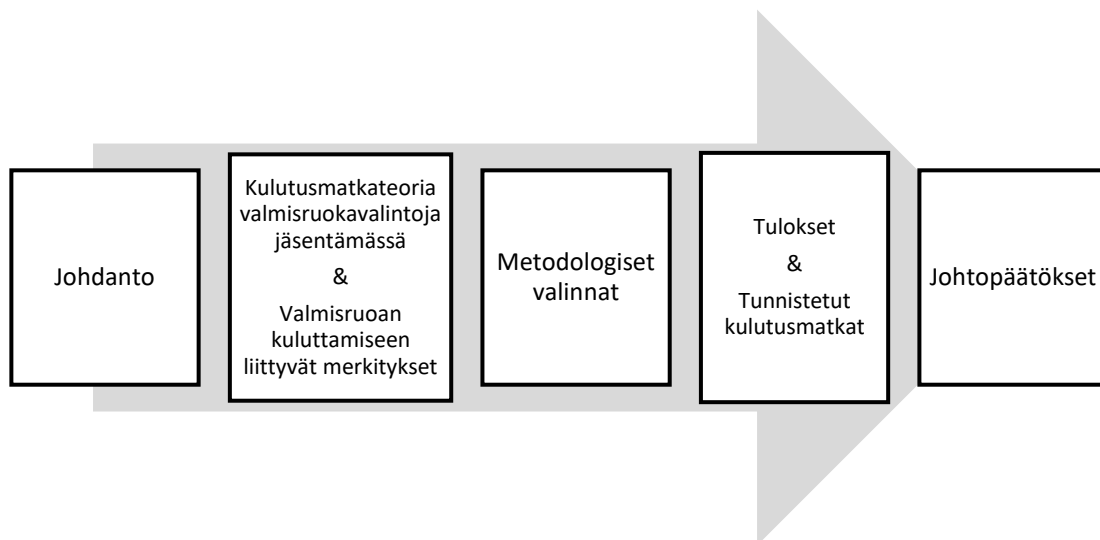 Johdanto
Kulutusmatkateoria
valmisruokavalintoja
jäsentämässä
&
Valmisruoan
kuluttamiseen
liittyvät merkitykset
Metodologiset
valinnat
Tulokset
&
Tunnistetut
kulutusmatkat
Johtopäätökset